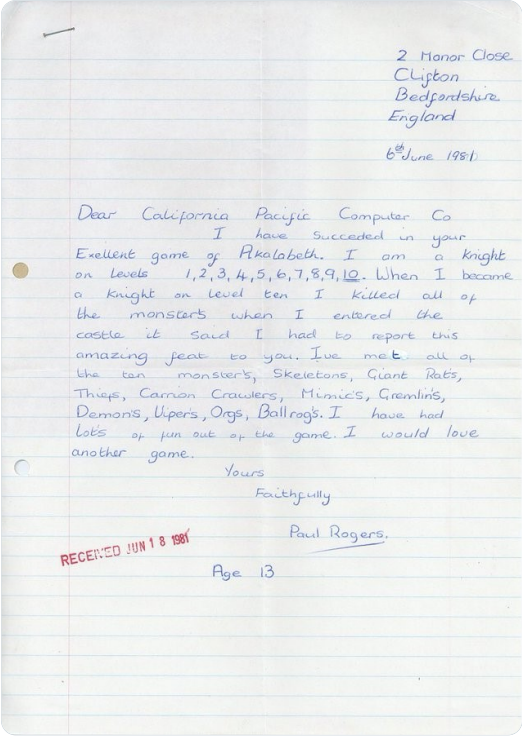 2 Manor Close
Clifton
Bedfordshire
England
6th June 1981
Dear California Pacific Computer Co
I have Succeded in your
Exellent game of Akalabeth. I am a knight
on levels 1,2,3,4,5,6,7,8,9,10. When I became
a knight on level ten I killed all of
the monster's when I entered the
castle it said I had to report this
amazing feat to you. I've met all of
the ten monster's, Skeletons, Giant Rat's,
Thiefs, Carrion Crawlers, Mimic's, Gremlin's,
Demon's, Viper's, Orgs, Ballrog's. I have had
Lot's of fun out of the game. I would love
another game.
Yours
Faithfully
Paul Rogers.
RECEIVED JUN 18 1981
Age 13